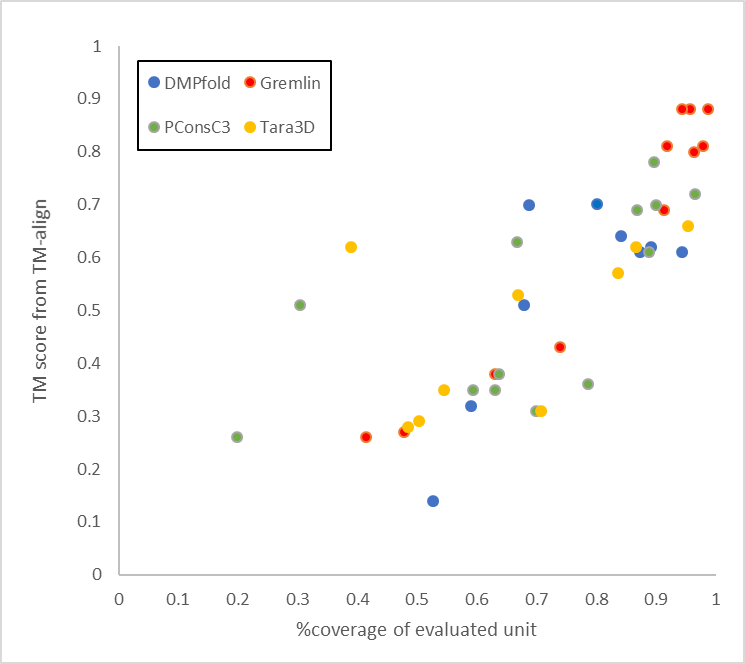 1
0.9
0.8
0.7
0.6
0.5
0.4
0.3
0.2
0.1
0
TM score from TM-align
DMPfold Gremlin
PConsC3 Tara3D
0 0.1 0.2 0.3 0.4 0.5 0.6 0.7 0.8 0.9 1
%coverage of evaluated unit